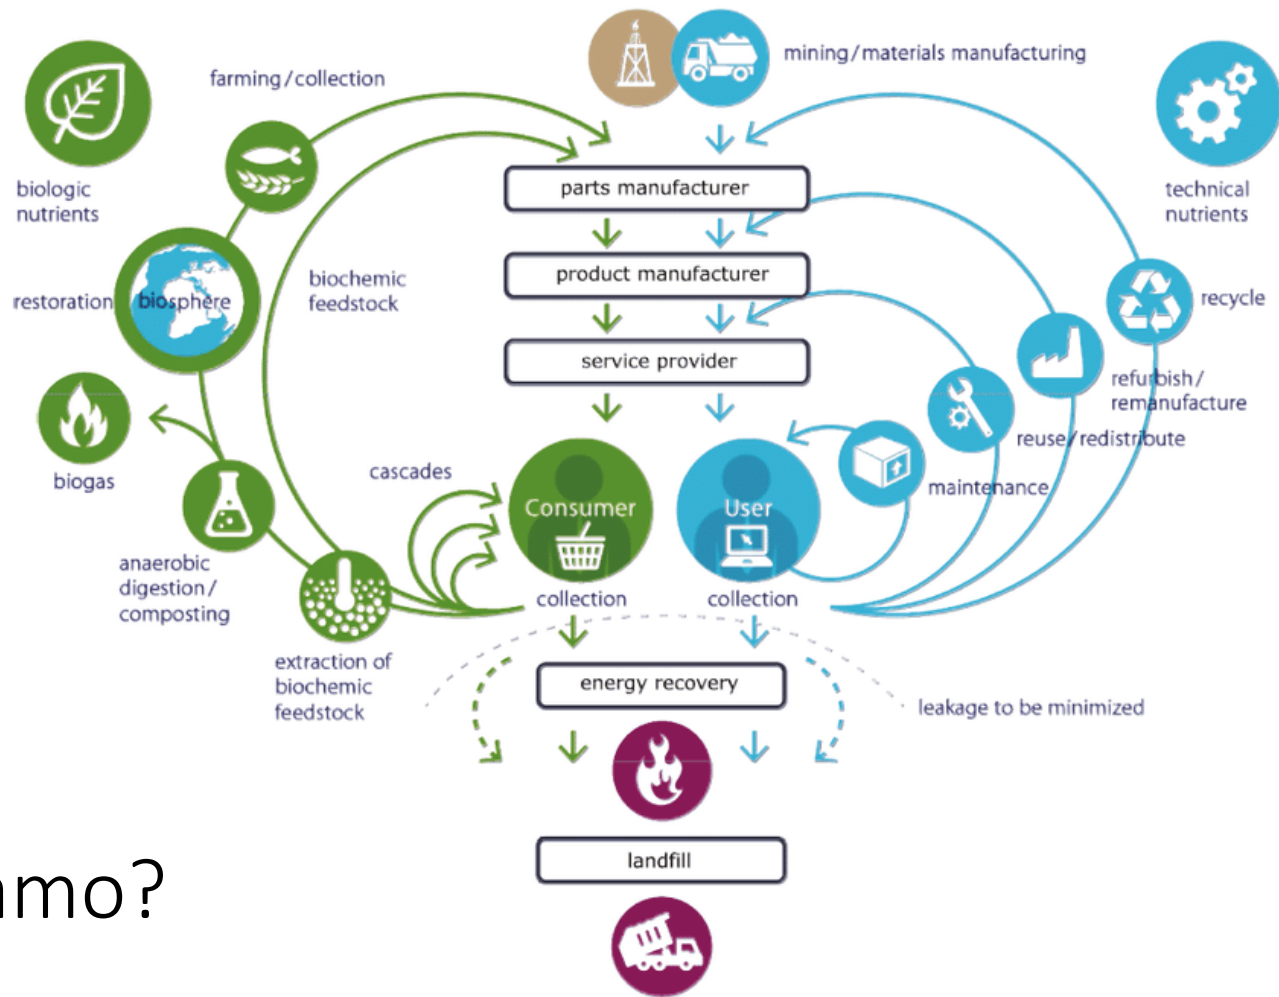 mining/materials manufacturing
farming/collection
biologic
nutrients
technical
nutrients
parts manufacturer
product manufacturer
biochemic
feedstock
restoration
biosphere
recycle
service provider
refurbish/
remanufacture
reuse/redistribute
biogas
cascades
maintenance
Consumer
User
anaerobic
digestion/
composting
collection
collection
extraction of
biochemic
feedstock
energy recovery
leakage to be minimized
landfill